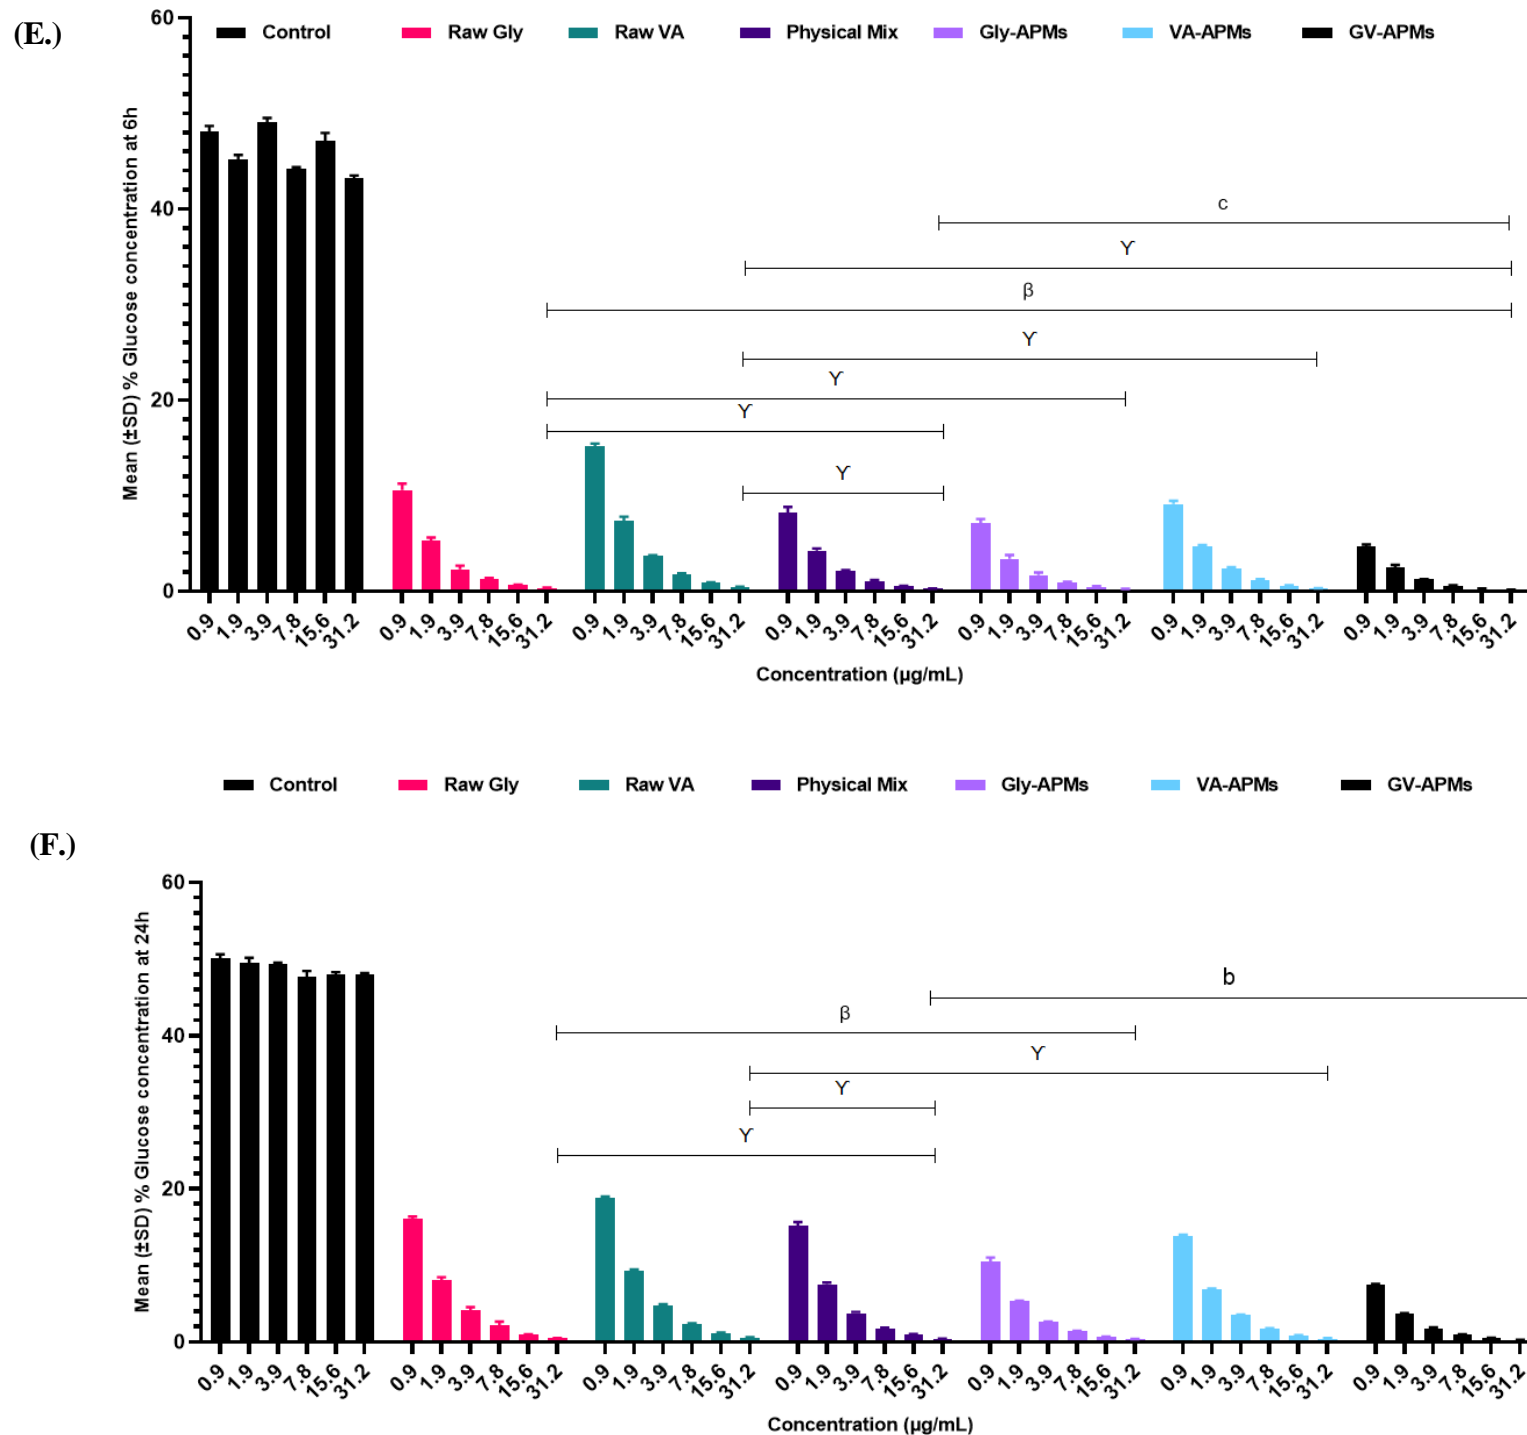 (E.)
Control Raw Gly Raw VA Physical Mix Gly-APMs VA-APMs GV-APMs
Mean (±SD) % Glucose concentration at 6h
60
40
20
0
c
ϒ
β
ϒ
ϒ
ϒ
ϒ
0.9 1.9 3.9 7.8 15.6 31.2 0.9 1.9 3.9 7.8 15.6 31.2 0.9 1.9 3.9 7.8 15.6 31.2 0.9 1.9 3.9 7.8 15.6 31.2 0.9 1.9 3.9 7.8 15.6 31.2 0.9 1.9 3.9 7.8 15.6 31.2 0.9 1.9 3.9 7.8 15.6 31.2
Concentration (µg/mL)
Control Raw Gly Raw VA Physical Mix Gly-APMs VA-APMs GV-APMs
(F.)
Mean (±SD) % Glucose concentration at 24h
60
40
20
0
b
β
ϒ
ϒ
ϒ
0.9 1.9 3.9 7.8 15.6 31.2 0.9 1.9 3.9 7.8 15.6 31.2 0.9 1.9 3.9 7.8 15.6 31.2 0.9 1.9 3.9 7.8 15.6 31.2 0.9 1.9 3.9 7.8 15.6 31.2 0.9 1.9 3.9 7.8 15.6 31.2 0.9 1.9 3.9 7.8 15.6 31.2
Concentration (µg/mL)